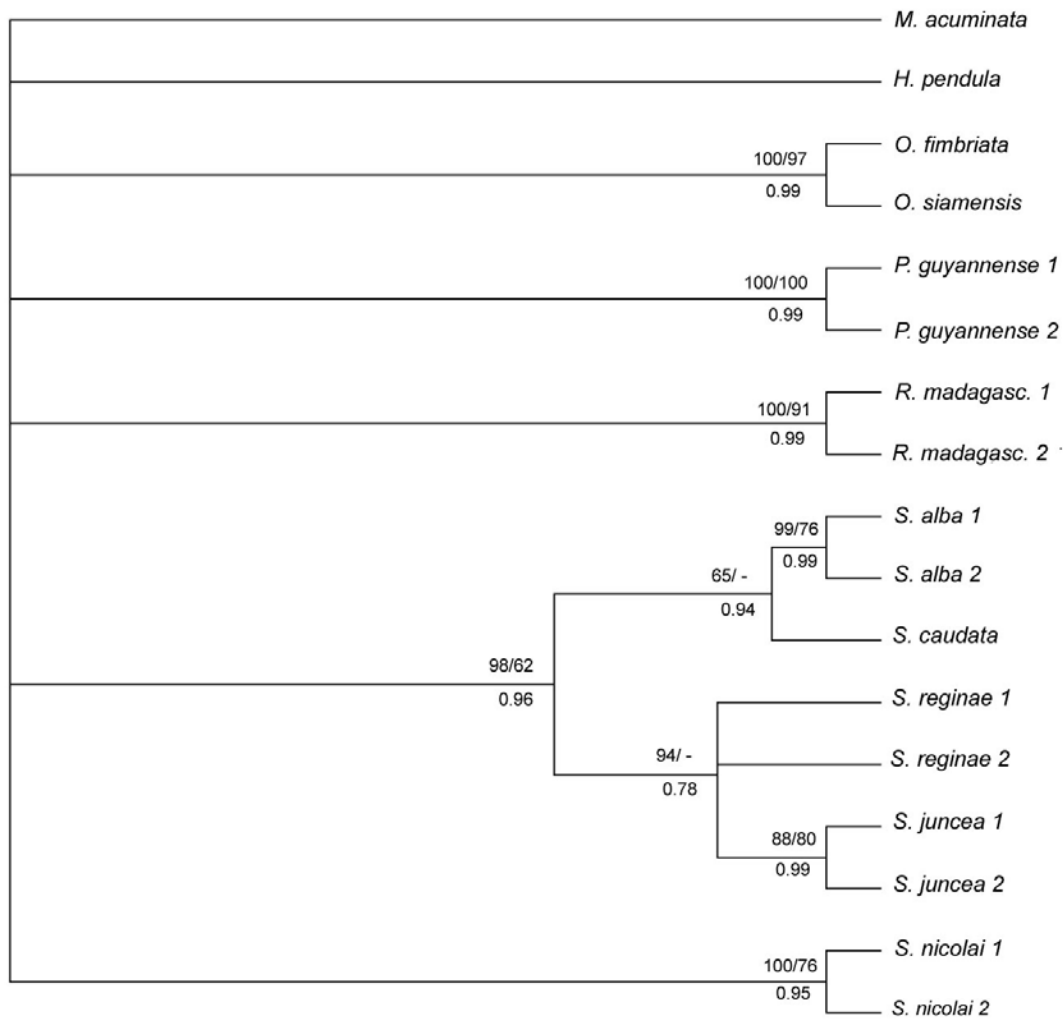 M. acuminata
H. pendula
O. fimbriata
100/97
0.99
O. siamensis
P. guyannense 1
100/100
0.99
P. guyannense 2
R. madagasc. 1
100/91
0.99
R. madagasc. 2
S. alba 1
99/76
0.99
S. alba 2
65/ -
0.94
S. caudata
98/62
0.96
S. reginae 1
94/ -
0.78
S. reginae 2
S. juncea 1
88/80
0.99
S. juncea 2
S. nicolai 1
100/76
0.95
S. nicolai 2